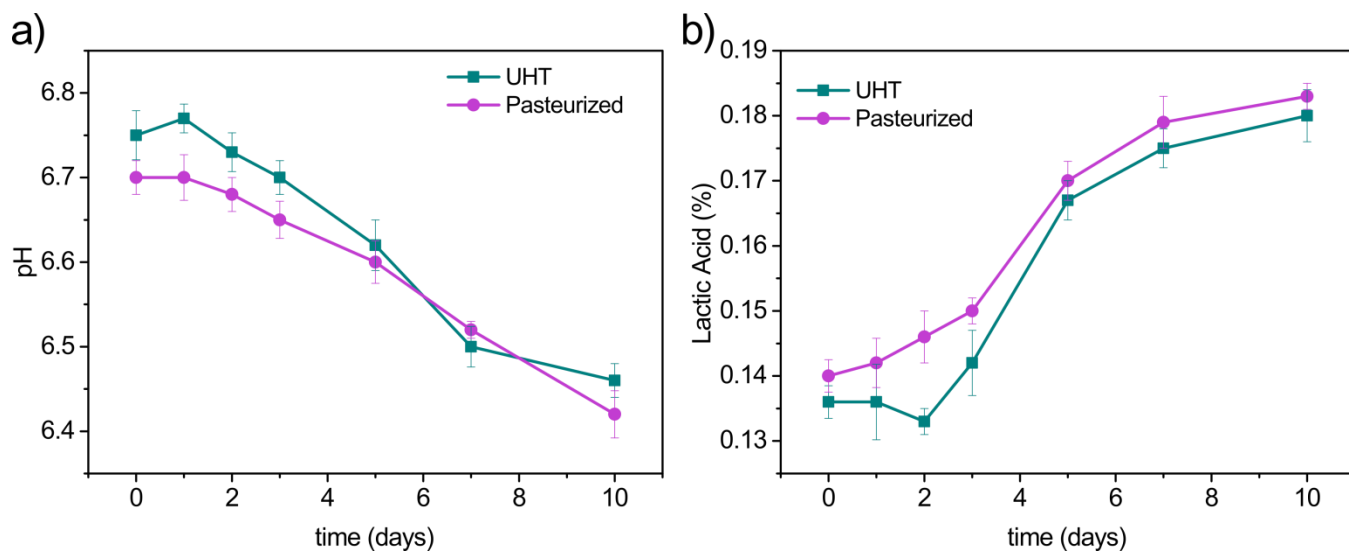 a)
UHT
Pasteurized
6.8
6.7
6.6
6.5
6.4
pH
0 2 4 6 8 10
time (days)
b)
UHT
Pasteurized
0.19
0.18
0.17
0.16
0.15
0.14
0.13
Lactic Acid (%)
0 2 4 6 8 10
time (days)